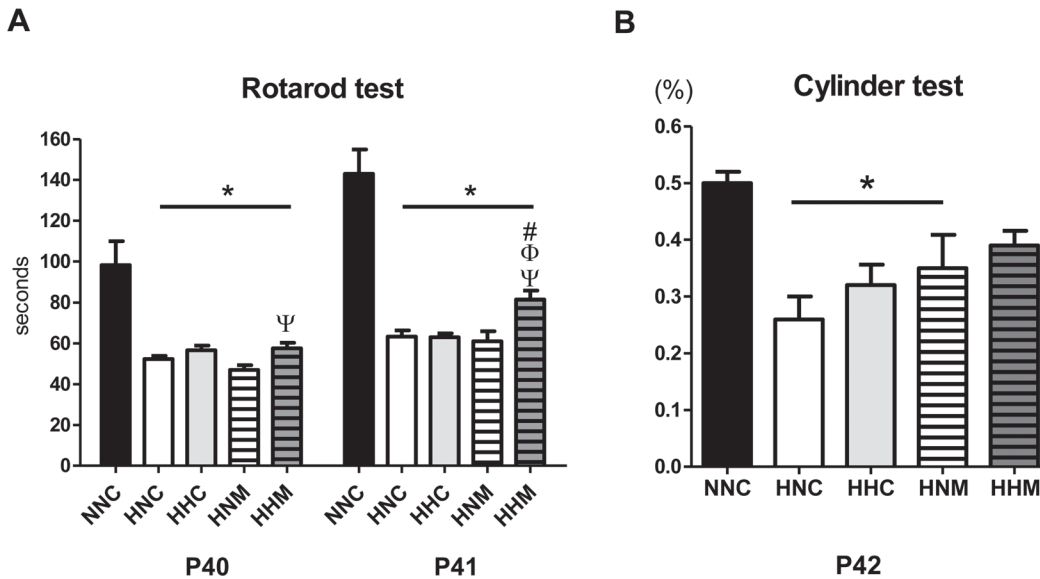 A
Rotarod test
seconds
160
140
120
100
80
60
40
20
0
*
Ψ
*
#
Φ
Ψ
NNC HNC HHC HNM HHM NNC HNC HHC HNM HHM
P40 P41
B
(%) Cylinder test
0.6
0.5
0.4
0.3
0.2
0.1
0.0
*
NNC HNC HHC HNM HHM
P42